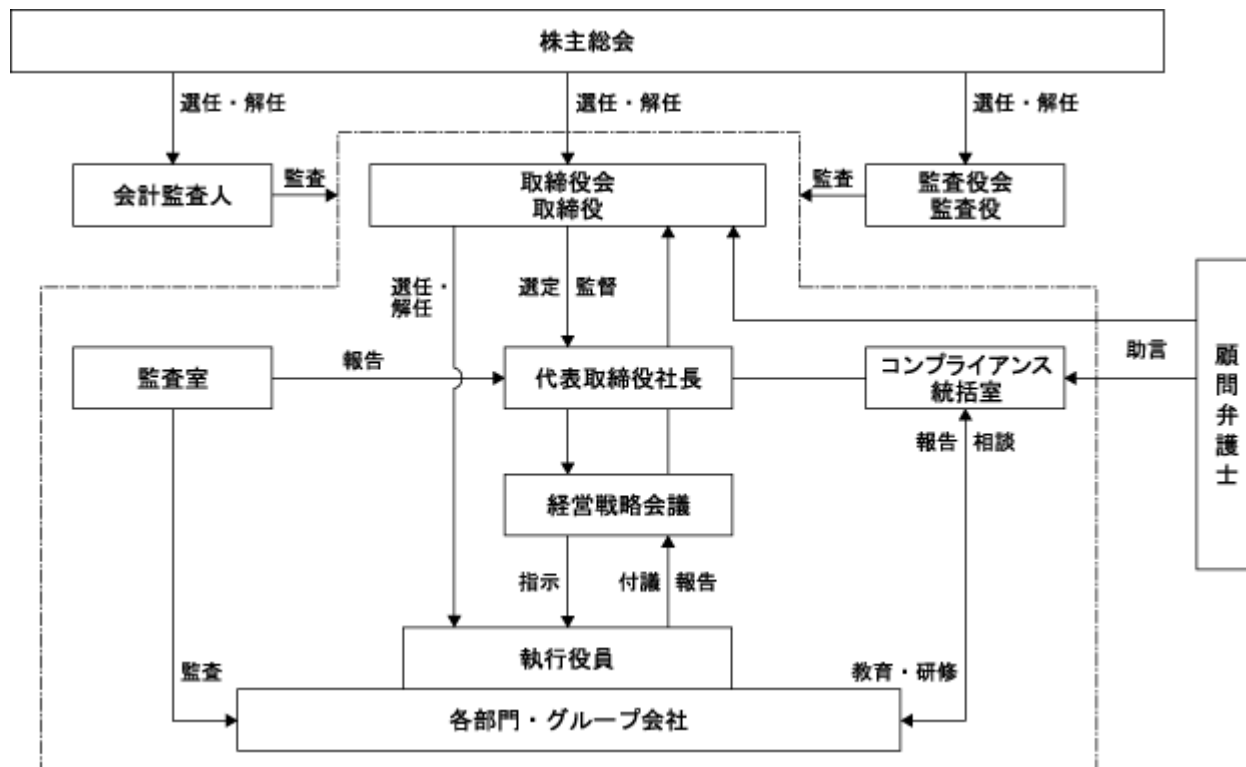 株主総会
選任・解任
選任・解任
選任・解任
会計監査人
監査
取締役会
取締役
監査
監査役会
監査役
選任・
解任
選定
監督
監査室
報告
代表取締役社長
コンプライアンス
統括室
助言
顧問弁護士
報告
相談
経営戦略会議
指示
付議
報告
執行役員
監査
教育・研修
各部門・グループ会社